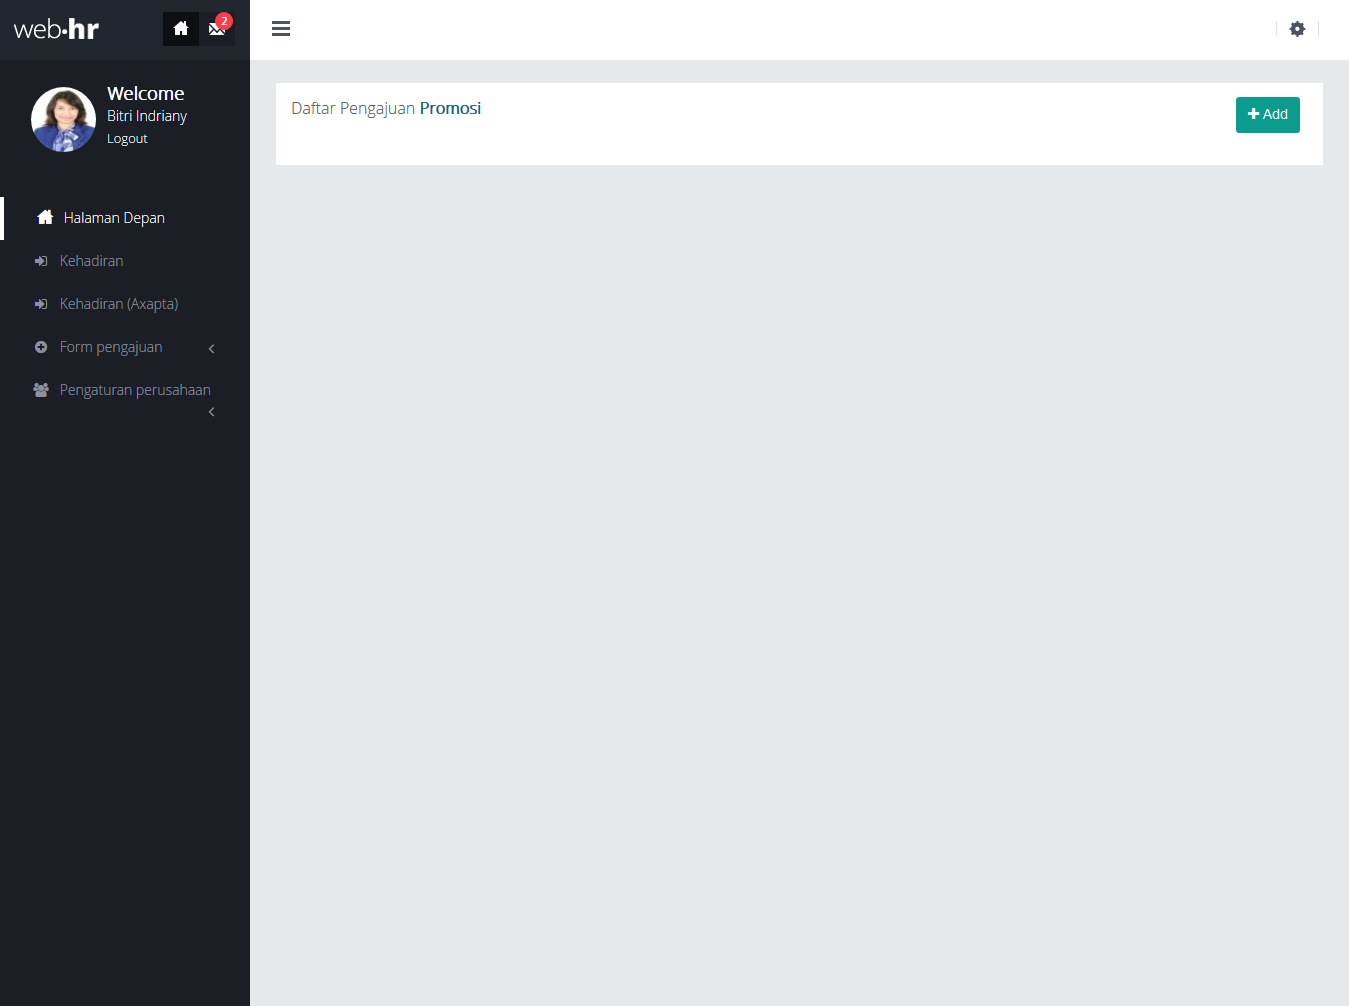 web·hr
2
Welcome
Bitri Indriany
Logout
Halaman Depan
Kehadiran
Kehadiran (Axapta)
Form pengajuan
Pengaturan perusahaan
Daftar Pengajuan Promosi
Add